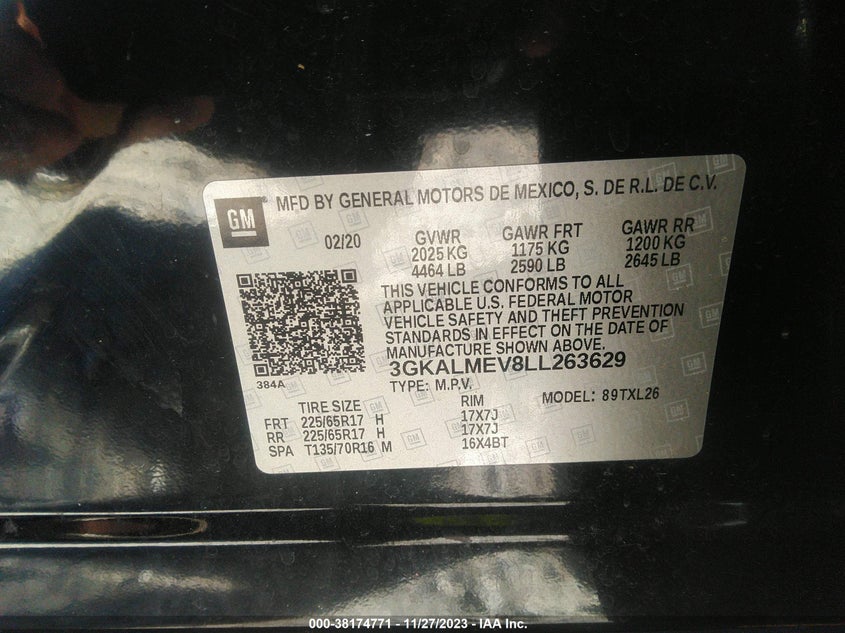 GM ® MFD BY GENERAL MOTORS DE MEXICO, S. DE R.L. DE C.V.
02/20
GVWR
2025 KG
4464 LB
GAWR FRT
1175 KG
2590 LB
GAWR RR
1200 KG
2645 LB
THIS VEHICLE CONFORMS TO ALL
APPLICABLE U.S. FEDERAL MOTOR
VEHICLE SAFETY AND THEFT PREVENTION
STANDARDS IN EFFECT ON THE DATE OF
MANUFACTURE SHOWN ABOVE.
3GKALMEV8LL263629
384A
TYPE: M.P.V.
MODEL: 89TXL26
TIRE SIZE RIM
FRT 225/65R17 H 17X7J
RR 225/65R17 H 17X7J
SPA T135/70R16 M 16X4BT
000-38174771 - 11/27/2023 - IAA Inc.